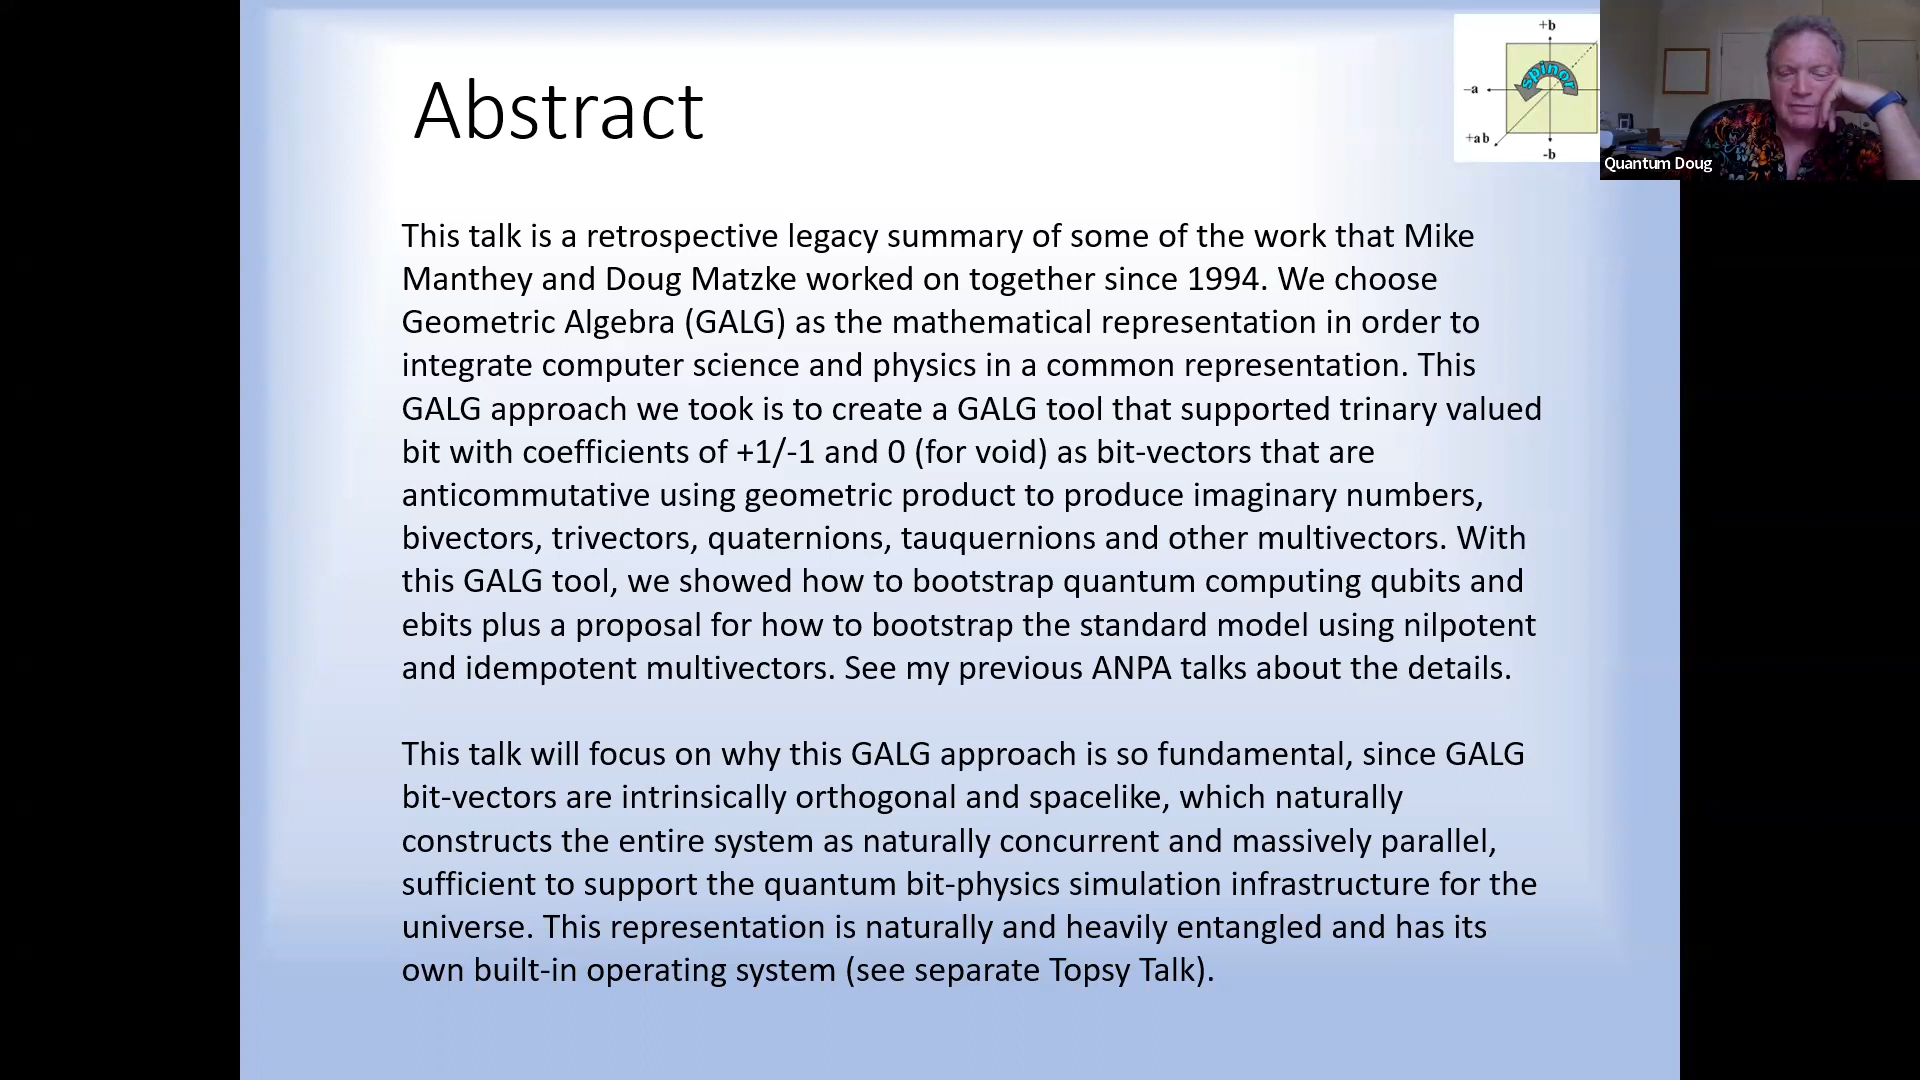 +b
spinor
-a
+ab
-b
Quantum Doug
Abstract
This talk is a retrospective legacy summary of some of the work that Mike
Manthey and Doug Matzke worked on together since 1994. We choose
Geometric Algebra (GALG) as the mathematical representation in order to
integrate computer science and physics in a common representation. This
GALG approach we took is to create a GALG tool that supported trinary valued
bit with coefficients of +1/-1 and 0 (for void) as bit-vectors that are
anticommutative using geometric product to produce imaginary numbers,
bivectors, trivectors, quaternions, tauquernions and other multivectors. With
this GALG tool, we showed how to bootstrap quantum computing qubits and
ebits plus a proposal for how to bootstrap the standard model using nilpotent
and idempotent multivectors. See my previous ANPA talks about the details.
This talk will focus on why this GALG approach is so fundamental, since GALG
bit-vectors are intrinsically orthogonal and spacelike, which naturally
constructs the entire system as naturally concurrent and massively parallel,
sufficient to support the quantum bit-physics simulation infrastructure for the
universe. This representation is naturally and heavily entangled and has its
own built-in operating system (see separate Topsy Talk).